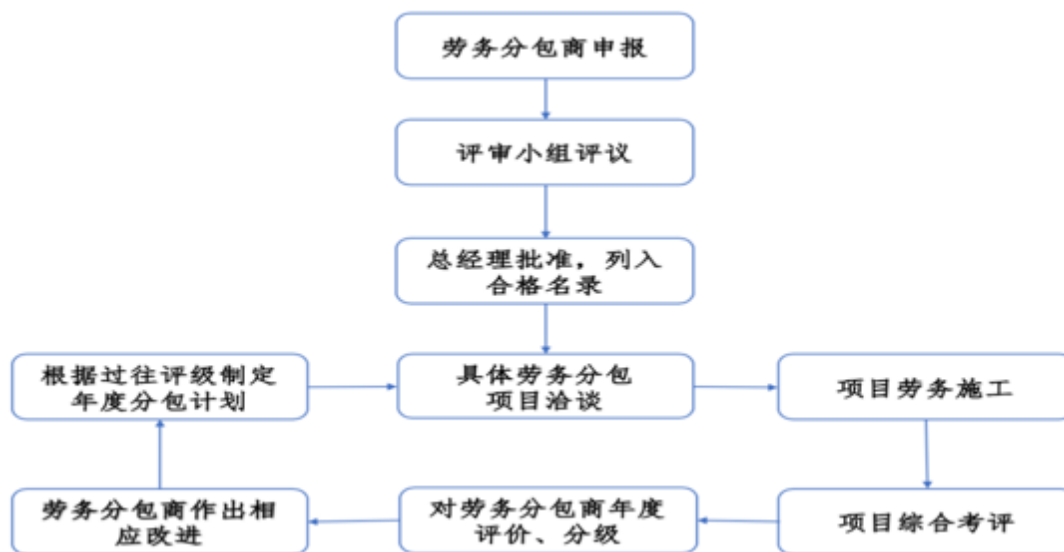 劳务分包商申报
评审小组评议
总经理批准，列入
合格名录
根据过往评级制定
年度分包计划
具体劳务分包
项目洽谈
项目劳务施工
劳务分包商作出相
应改进
对劳务分包商年度
评价、分级
项目综合考评